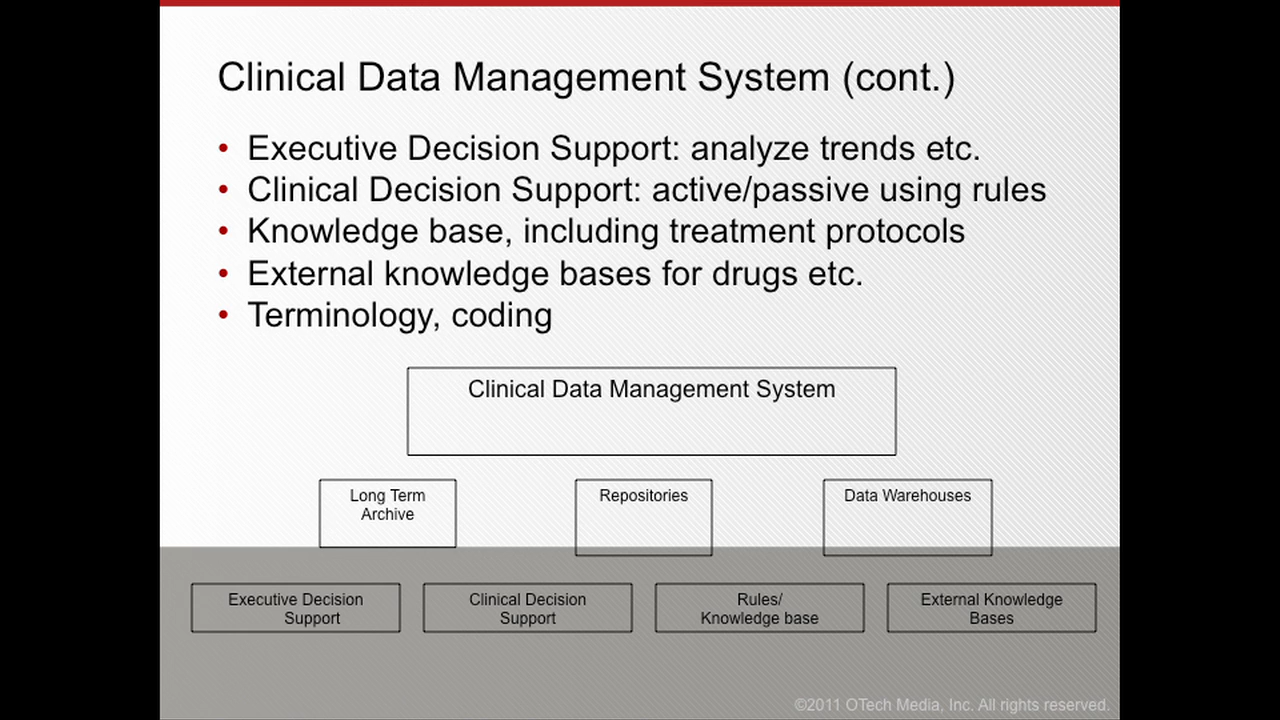 Clinical Data Management System (cont.)
• Executive Decision Support: analyze trends etc.
• Clinical Decision Support: active/passive using rules
• Knowledge base, including treatment protocols
• External knowledge bases for drugs etc.
• Terminology, coding
Clinical Data Management System
Long Term
Archive
Repositories
Data Warehouses
Executive Decision
Support
Clinical Decision
Support
Rules/
Knowledge base
External Knowledge
Bases
©2011 OTech Media, Inc. All rights reserved.